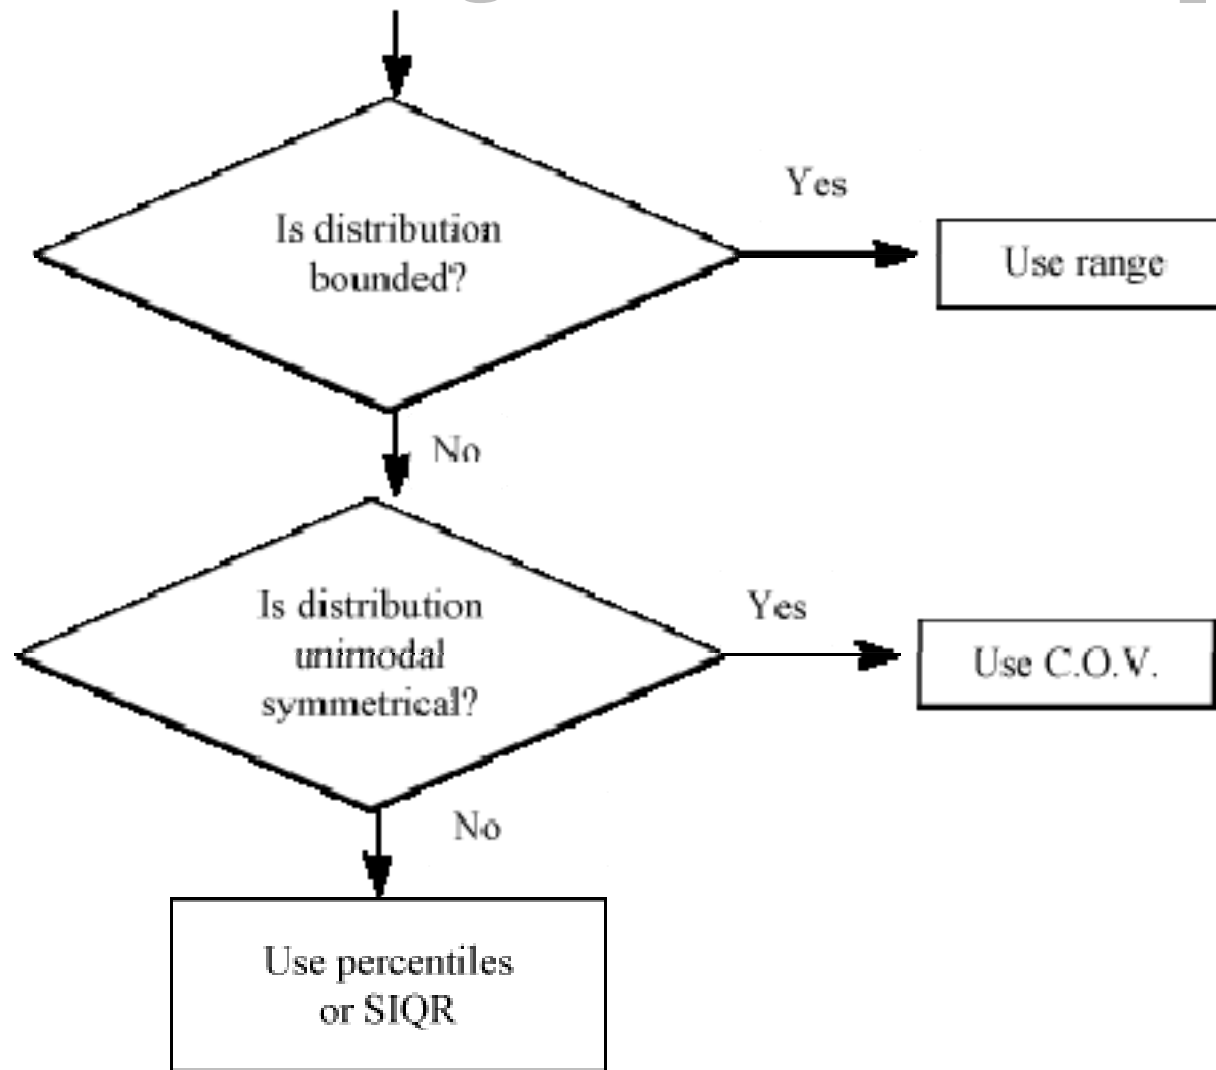 Is distribution
bounded?
Yes
Use range
No
Is distribution
unimodal
symmetrical?
Yes
Use C.O.V.
No
Use percentiles
or SIQR